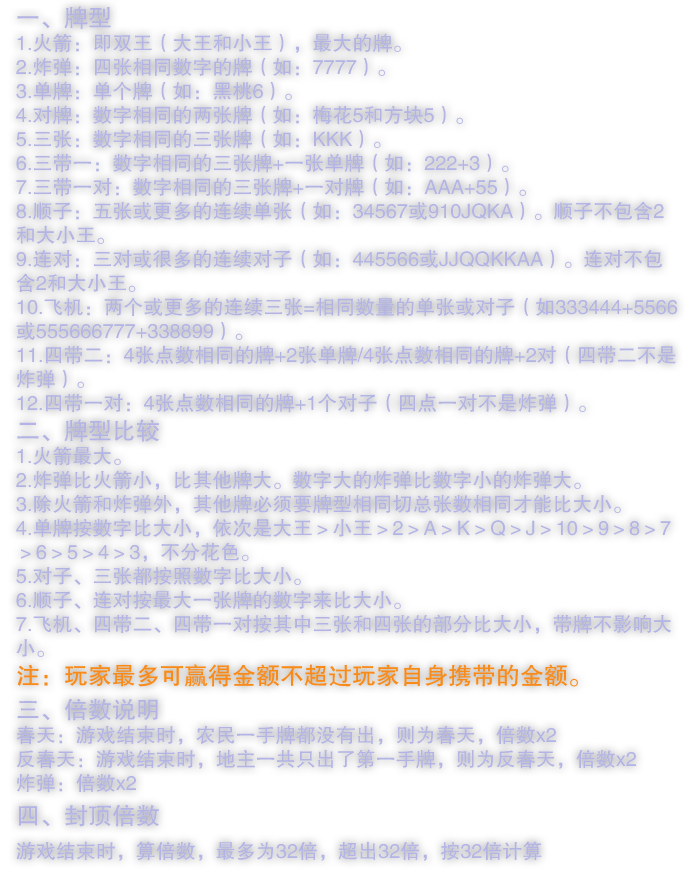 一、牌型
1.火箭：即双王（大王和小王），最大的牌。
2.炸弹：四张相同数字的牌（如：7777）。
3.单牌：单个牌（如：黑桃6）。
4.对牌：数字相同的两张牌（如：梅花5和方块5）。
5.三张：数字相同的三张牌（如：KKK）。
6.三带一：数字相同的三张牌+一张单牌（如：222+3）。
7.三带一对：数字相同的三张牌+一对牌（如：AAA+55）。
8.顺子：五张或更多的连续单张（如：34567或910JQKA）。顺子不包含2
和大小王。
9.连对：三对或很多的连续对子（如：445566或JJQQKKAA）。连对不包
含2和大小王。
10.飞机：两个或更多的连续三张=相同数量的单张或对子（如333444+5566
或555666777+338899）。
11.四带二：4张点数相同的牌+2张单牌/4张点数相同的牌+2对（四带二不是
炸弹）。
12.四带一对：4张点数相同的牌+1个对子（四点一对不是炸弹）。
二、牌型比较
1.火箭最大。
2.炸弹比火箭小，比其他牌大。数字大的炸弹比数字小的炸弹大。
3.除火箭和炸弹外，其他牌必须要牌型相同切总张数相同才能比大小。
4.单牌按数字比大小，依次是大王＞小王＞2＞A＞K＞Q＞J＞10＞9＞8＞7
＞6＞5＞4＞3，不分花色。
5.对子、三张都按照数字比大小。
6.顺子、连对按最大一张牌的数字来比大小。
7.飞机、四带二、四带一对按其中三张和四张的部分比大小，带牌不影响大
小。
注：玩家最多可赢得金额不超过玩家自身携带的金额。
三、倍数说明
春天：游戏结束时，农民一手牌都没有出，则为春天，倍数x2
反春天：游戏结束时，地主一共只出了第一手牌，则为反春天，倍数x2
炸弹：倍数x2
四、封顶倍数
游戏结束时，算倍数，最多为32倍，超出32倍，按32倍计算